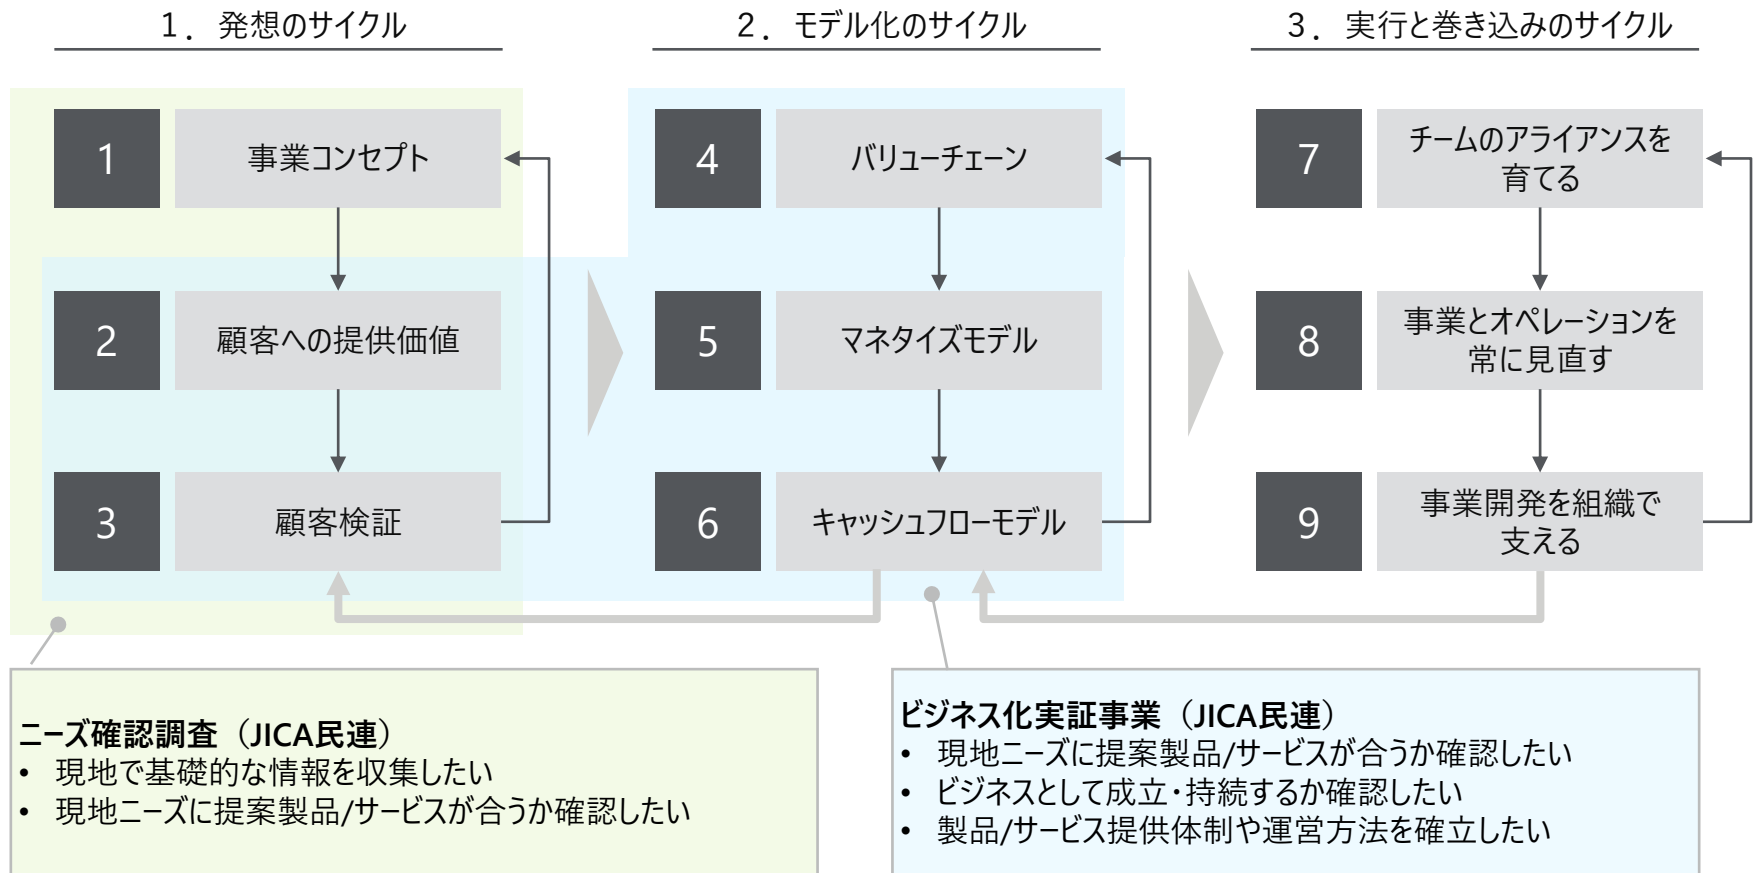 1．発想のサイクル
2．モデル化のサイクル
3．実行と巻き込みのサイクル
1
事業コンセプト
2
顧客への提供価値
3
顧客検証
4
バリューチェーン
5
マネタイズモデル
6
キャッシュフローモデル
7
チームのアライアンスを
育てる
8
事業とオペレーションを
常に見直す
9
事業開発を組織で
支える
ニーズ確認調査（JICA民連）
• 現地で基礎的な情報を収集したい
• 現地ニーズに提案製品/サービスが合うか確認したい
ビジネス化実証事業（JICA民連）
• 現地ニーズに提案製品/サービスが合うか確認したい
• ビジネスとして成立・持続するか確認したい
• 製品/サービス提供体制や運営方法を確立したい